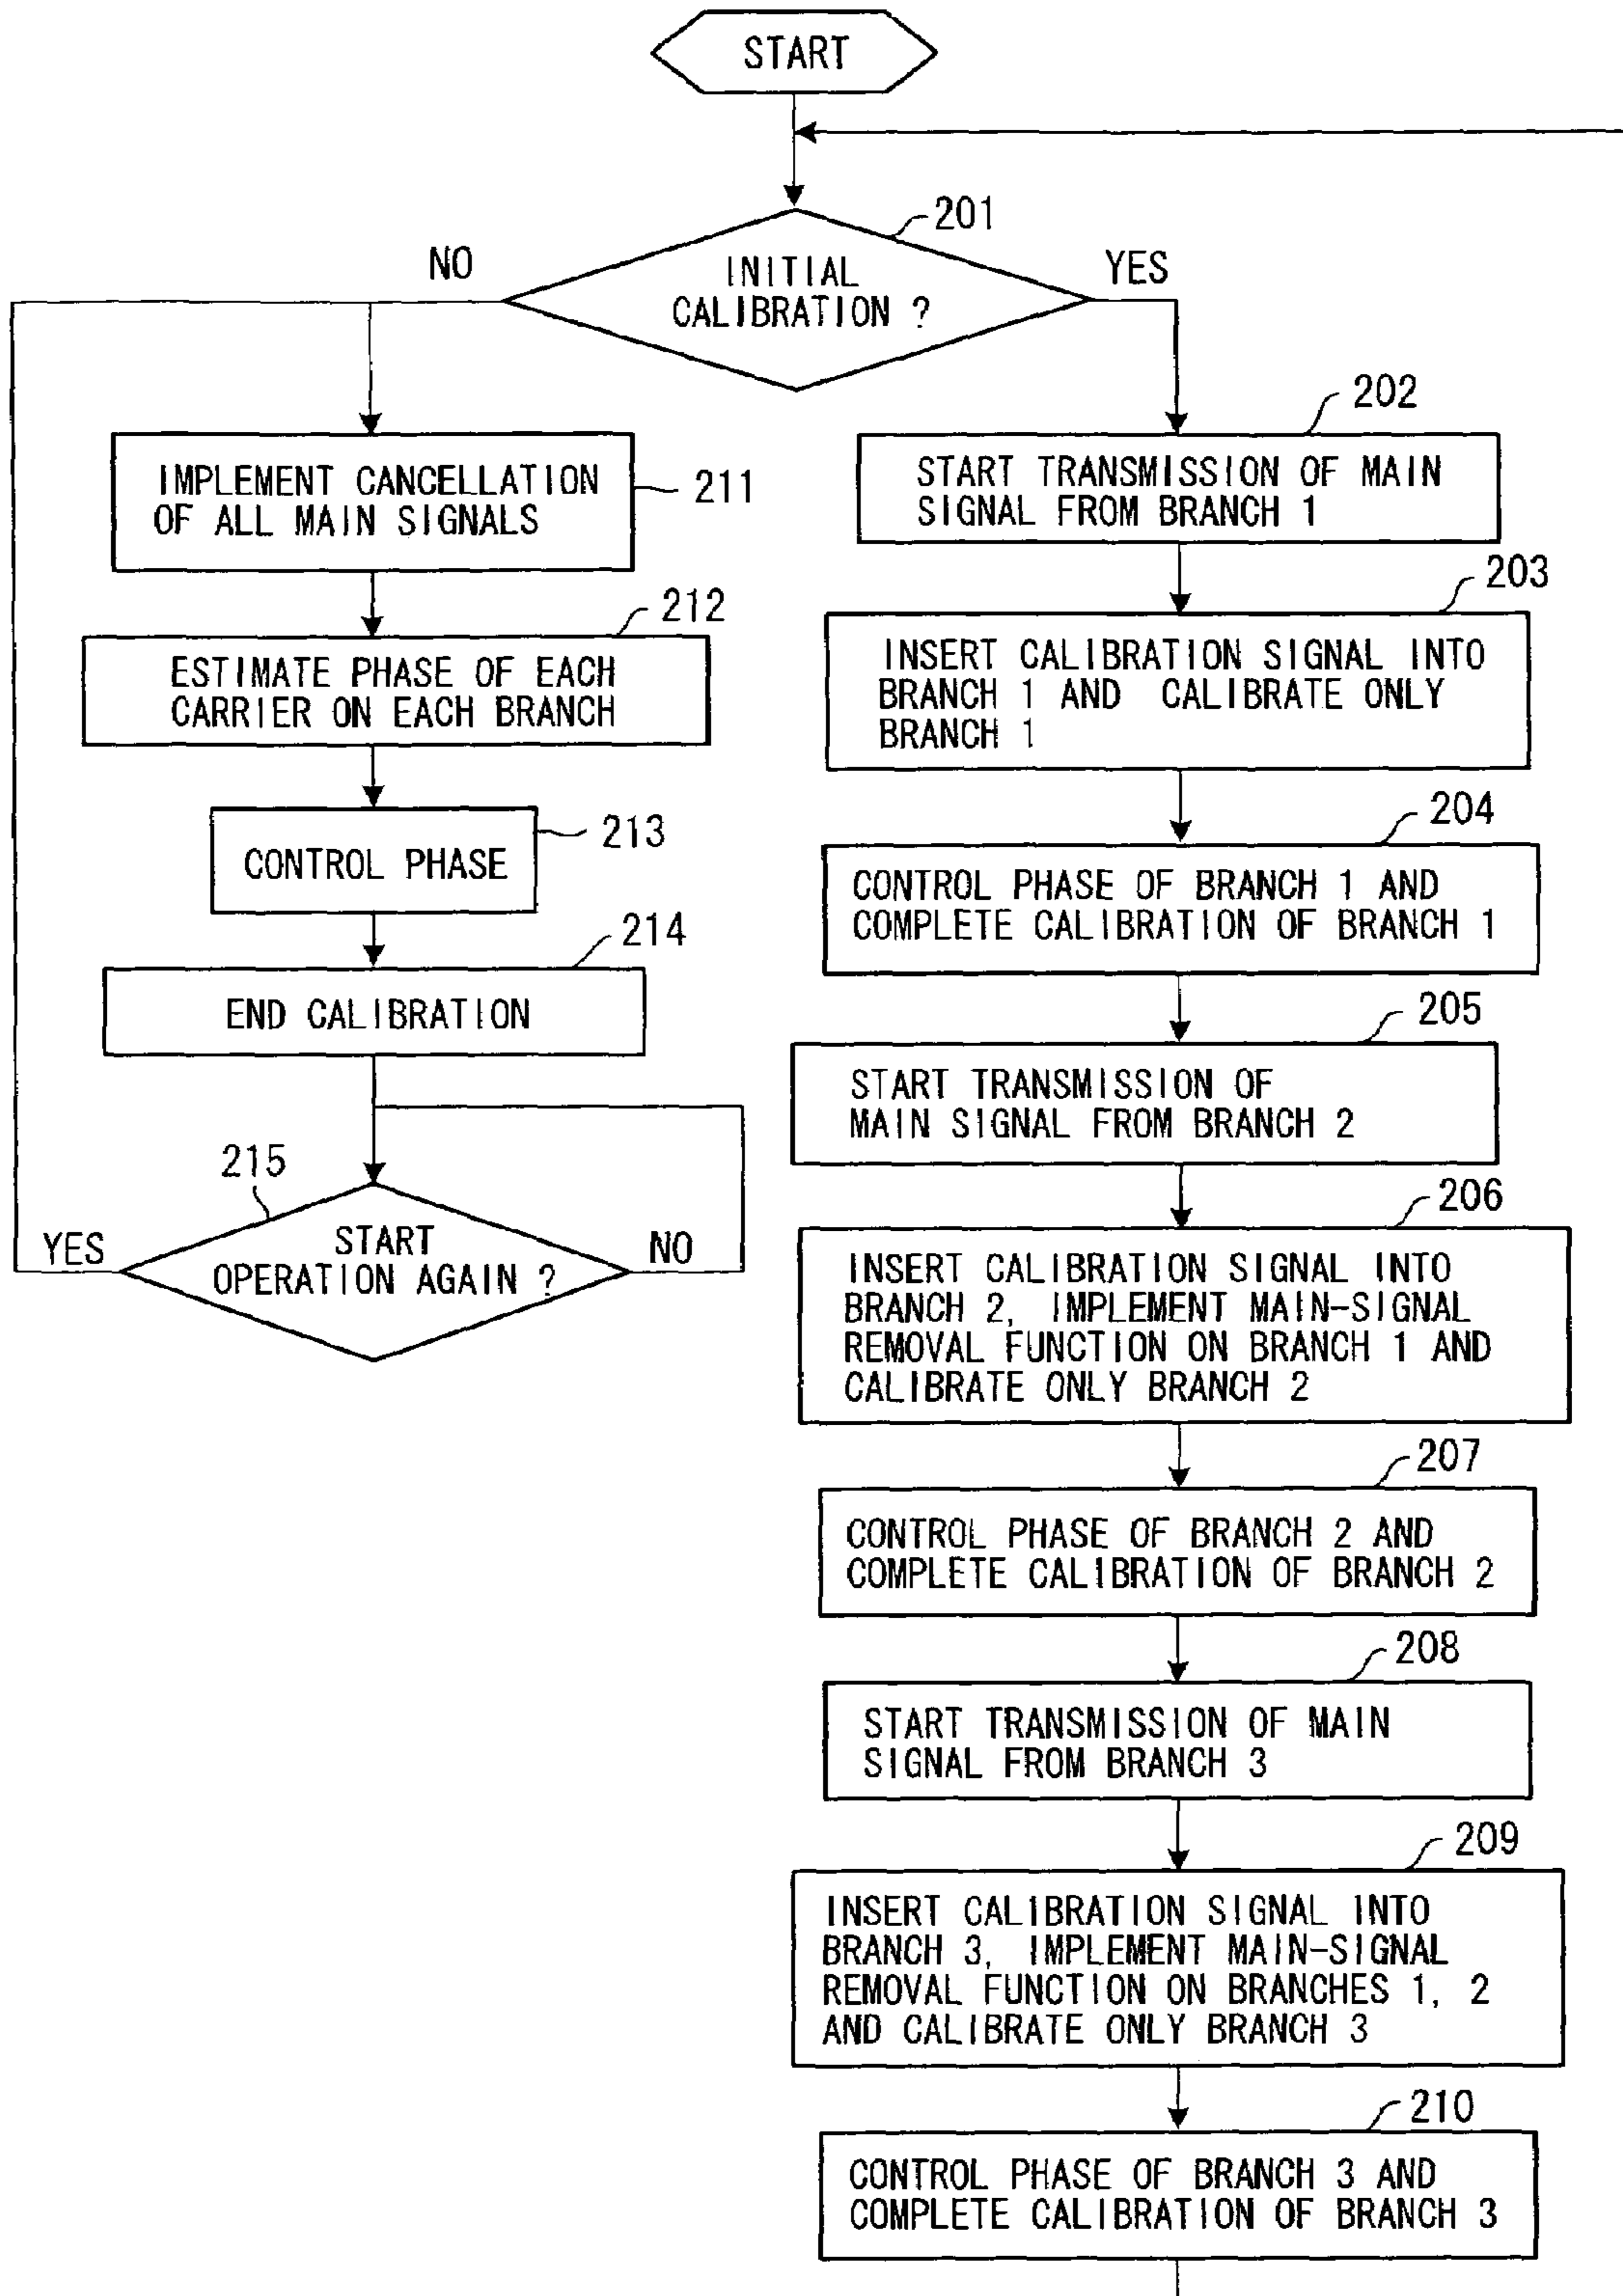 START
201
NO
YES
INITIAL
CALIBRATION ?
202
START TRANSMISSION OF MAIN
SIGNAL FROM BRANCH 1
203
INSERT CALIBRATION SIGNAL INTO
BRANCH 1 AND CALIBRATE ONLY
BRANCH 1
204
CONTROL PHASE OF BRANCH 1 AND
COMPLETE CALIBRATION OF BRANCH 1
205
START TRANSMISSION OF
MAIN SIGNAL FROM BRANCH 2
206
INSERT CALIBRATION SIGNAL INTO
BRANCH 2, IMPLEMENT MAIN-SIGNAL
REMOVAL FUNCTION ON BRANCH 1 AND
CALIBRATE ONLY BRANCH 2
207
CONTROL PHASE OF BRANCH 2 AND
COMPLETE CALIBRATION OF BRANCH 2
208
START TRANSMISSION OF MAIN
SIGNAL FROM BRANCH 3
209
INSERT CALIBRATION SIGNAL INTO
BRANCH 3, IMPLEMENT MAIN-SIGNAL
REMOVAL FUNCTION ON BRANCHES 1, 2
AND CALIBRATE ONLY BRANCH 3
210
CONTROL PHASE OF BRANCH 3 AND
COMPLETE CALIBRATION OF BRANCH 3
IMPLEMENT CANCELLATION
OF ALL MAIN SIGNALS
211
212
ESTIMATE PHASE OF EACH
CARRIER ON EACH BRANCH
213
CONTROL PHASE
214
END CALIBRATION
215
YES
START
OPERATION AGAIN ?
NO